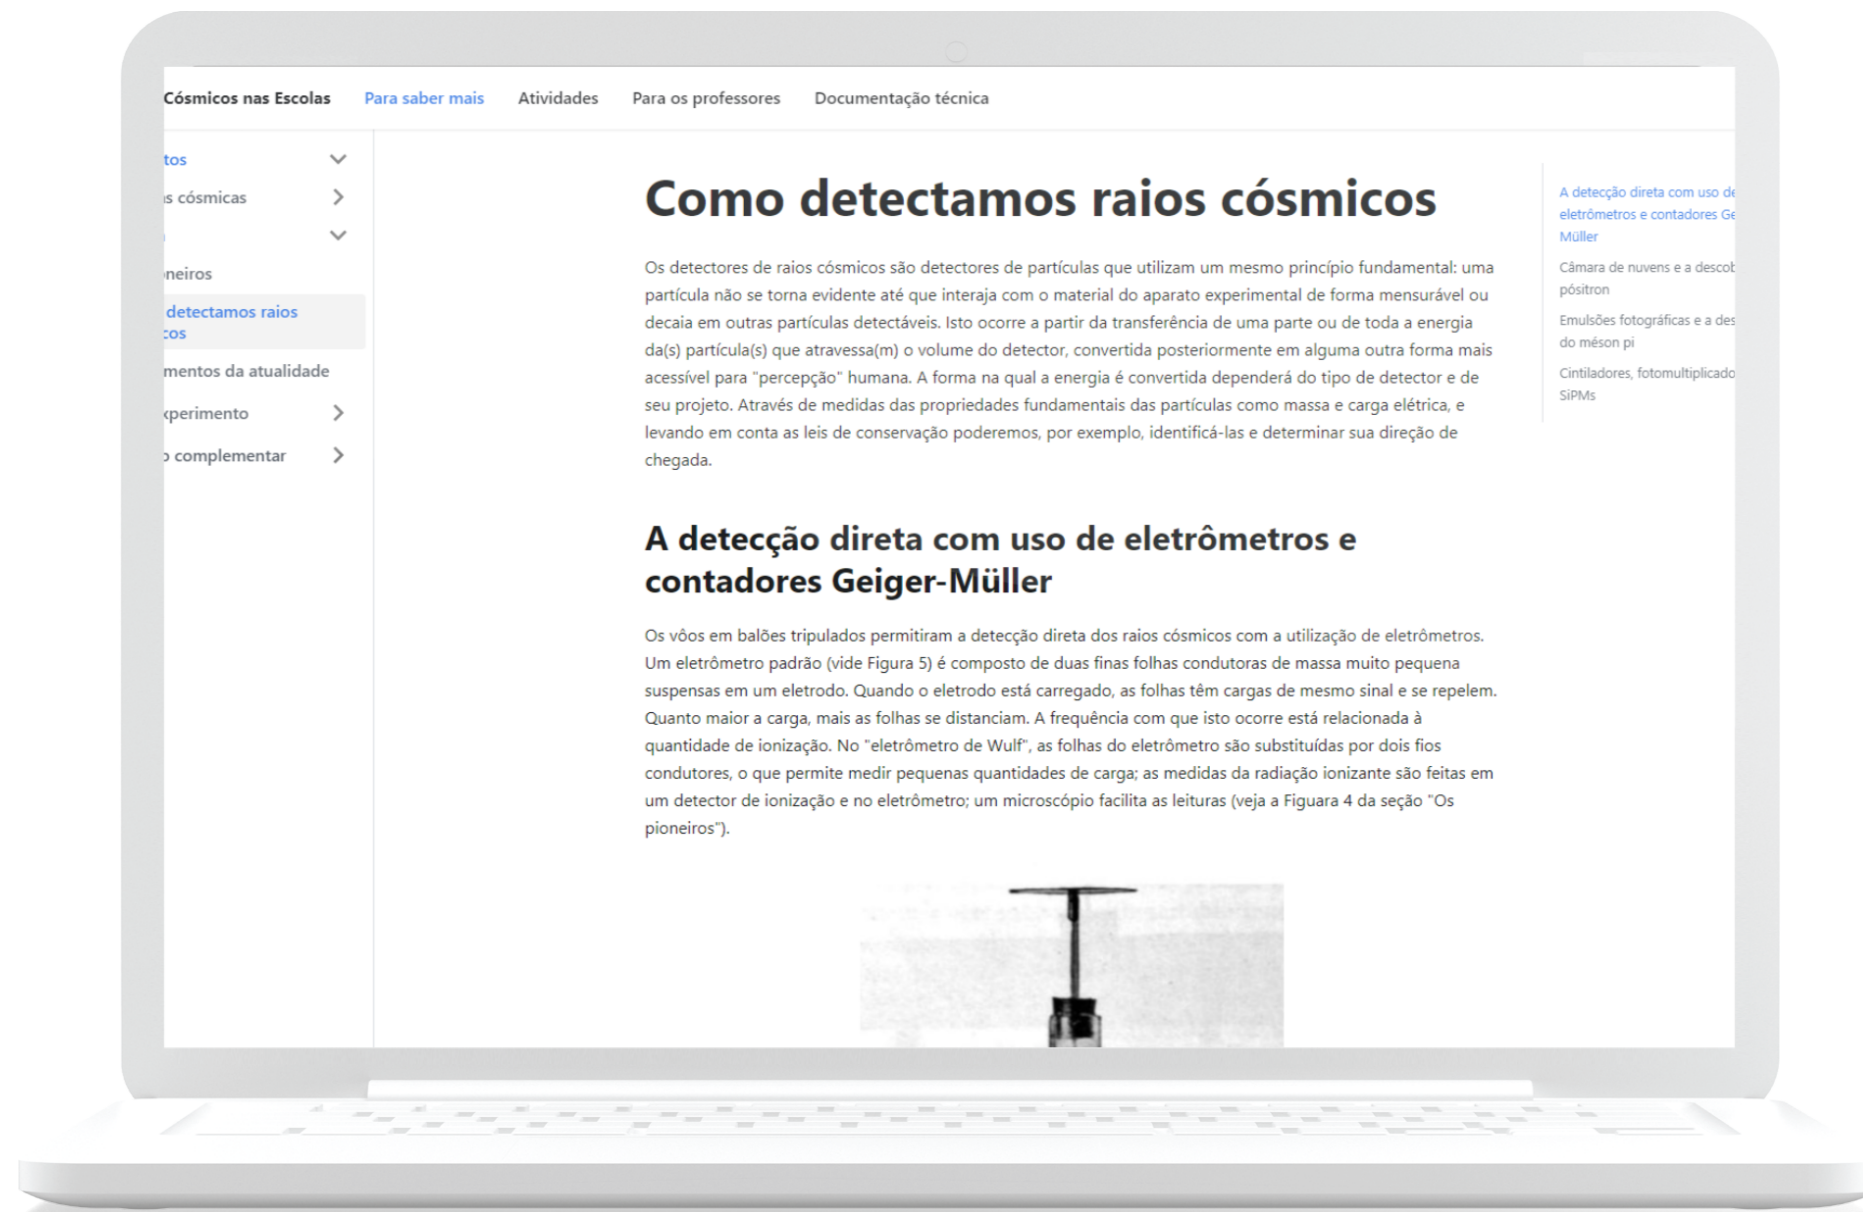 Cósmicos nas Escolas Para saber mais Atividades Para os professores Documentação técnica
tos
s cósmicas
neiros
detectamos raios
cos
mentos da atualidade
xperimento
o complementar
Como detectamos raios cósmicos
Os detectores de raios cósmicos são detectores de partículas que utilizam um mesmo princípio fundamental: uma
partícula não se torna evidente até que interaja com o material do aparato experimental de forma mensurável ou
decaia em outras partículas detectáveis. Isto ocorre a partir da transferência de uma parte ou de toda a energia
da(s) partícula(s) que atravessa(m) o volume do detector, convertida posteriormente em alguma outra forma mais
acessível para "percepção" humana. A forma na qual a energia é convertida dependerá do tipo de detector e de
seu projeto. Através de medidas das propriedades fundamentais das partículas como massa e carga elétrica, e
levando em conta as leis de conservação poderemos, por exemplo, identificá-las e determinar sua direção de
chegada.
A detecção direta com uso de eletrômetros e
contadores Geiger-Müller
Os vôos em balões tripulados permitiram a detecção direta dos raios cósmicos com a utilização de eletrômetros.
Um eletrômetro padrão (vide Figura 5) é composto de duas finas folhas condutoras de massa muito pequena
suspensas em um eletrodo. Quando o eletrodo está carregado, as folhas têm cargas de mesmo sinal e se repelem.
Quanto maior a carga, mais as folhas se distanciam. A frequência com que isto ocorre está relacionada à
quantidade de ionização. No "eletrômetro de Wulf", as folhas do eletrômetro são substituídas por dois fios
condutores, o que permite medir pequenas quantidades de carga; as medidas da radiação ionizante são feitas em
um detector de ionização e no eletrômetro; um microscópio facilita as leituras (veja a Figuara 4 da seção "Os
pioneiros").
A detecção direta com uso de
eletrômetros e contadores Ge
Müller
Câmara de nuvens e a descob
pósitron
Emulsões fotográficas e a des
do méson pi
Cintiladores, fotomultiplicado
SiPMs